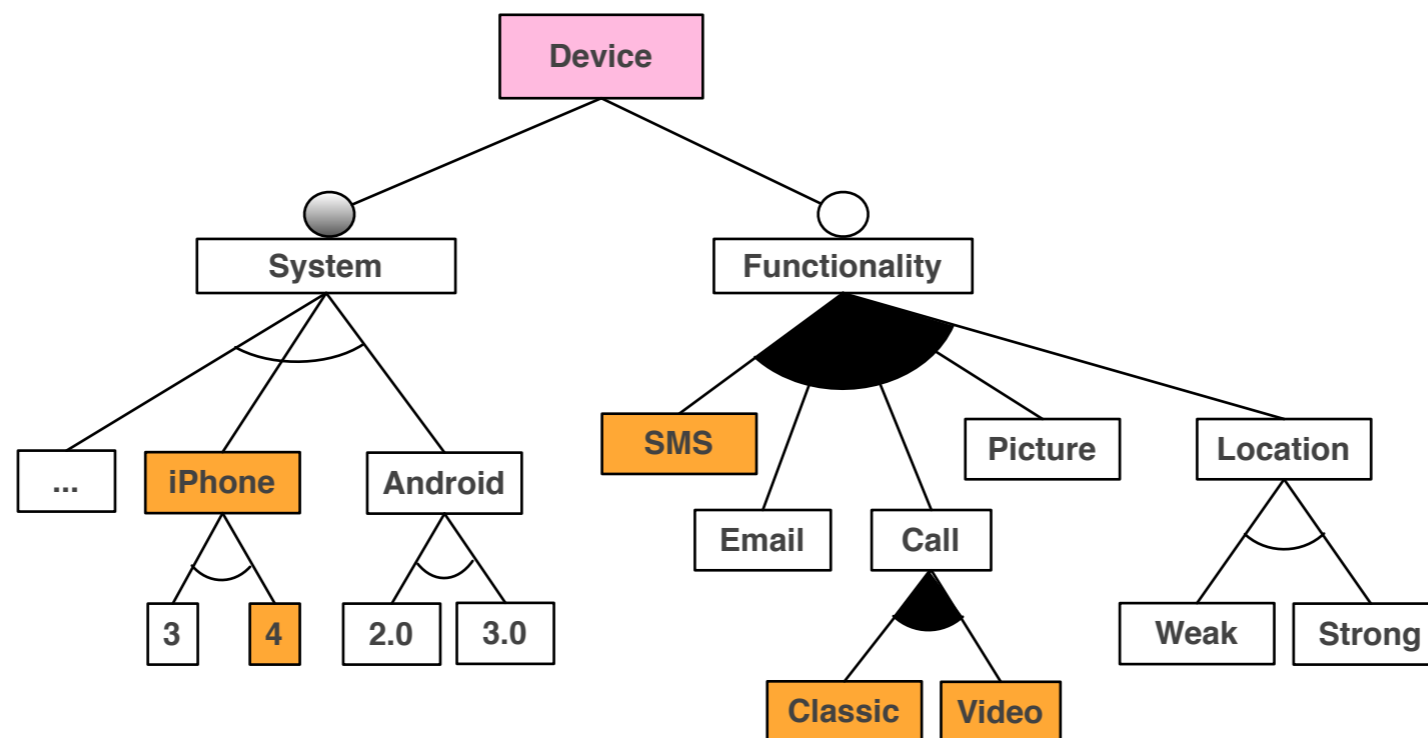 Device
System
Functionality
...
iPhone
Android
SMS
Picture
Location
Email
Call
3
4
2.0
3.0
Weak
Strong
Classic
Video